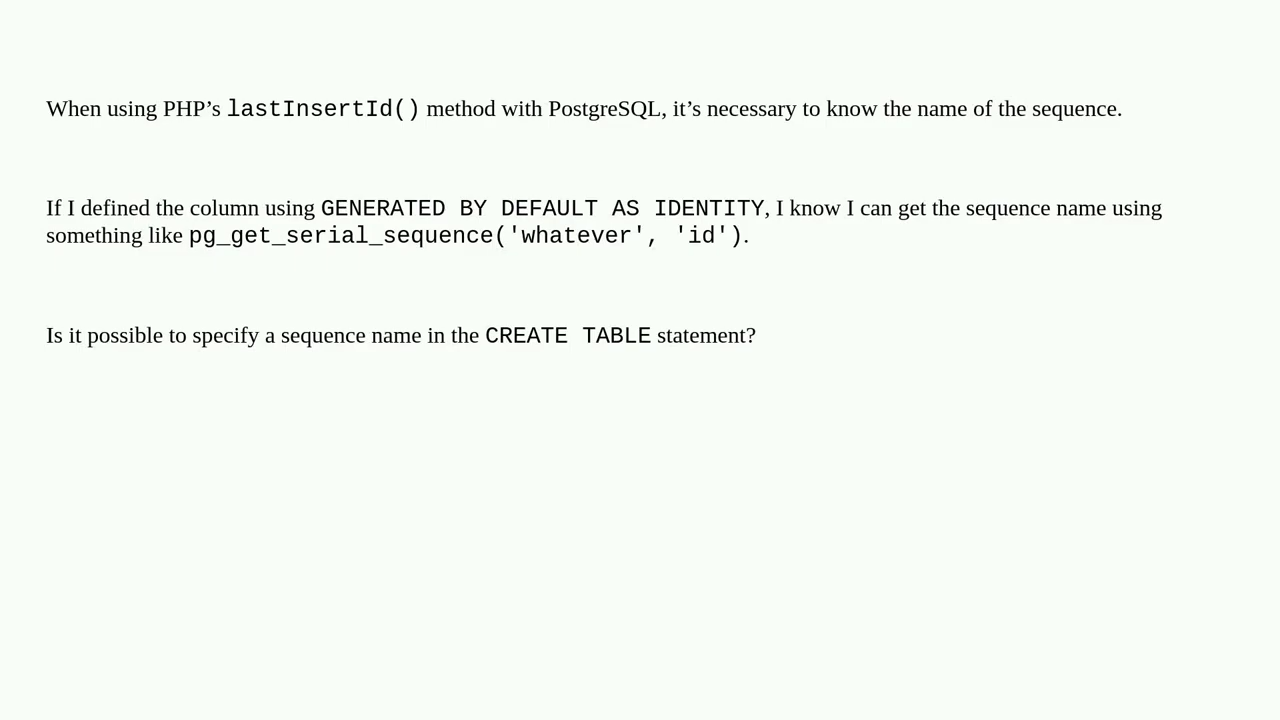 When using PHP’s lastInsertId() method with PostgreSQL, it’s necessary to know the name of the sequence.
If I defined the column using GENERATED BY DEFAULT AS IDENTITY, I know I can get the sequence name using
something like pg_get_serial_sequence('whatever', 'id').
Is it possible to specify a sequence name in the CREATE TABLE statement?